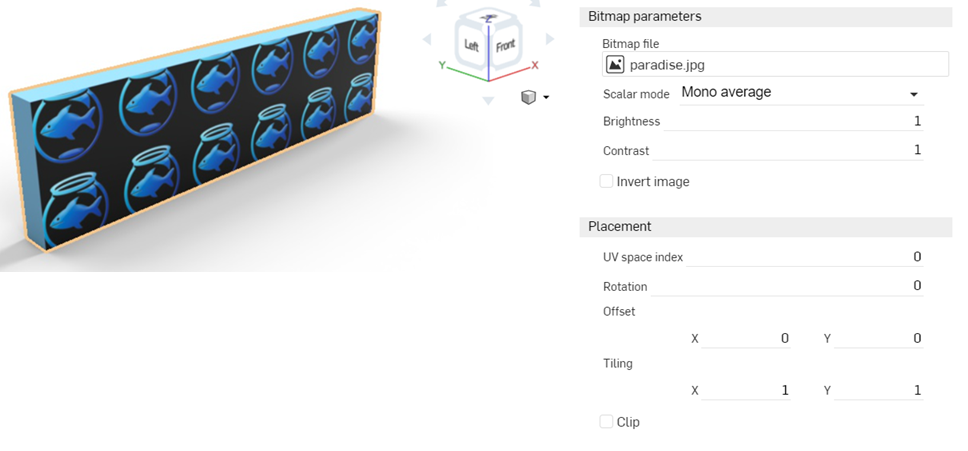 Z
Left
Front
Y
X
Bitmap parameters
Bitmap file
paradise.jpg
Scalar mode Mono average
Brightness 1
Contrast 1
Invert image
Placement
UV space index 0
Rotation 0
Offset
X 0 Y 0
Tiling
X 1 Y 1
Clip